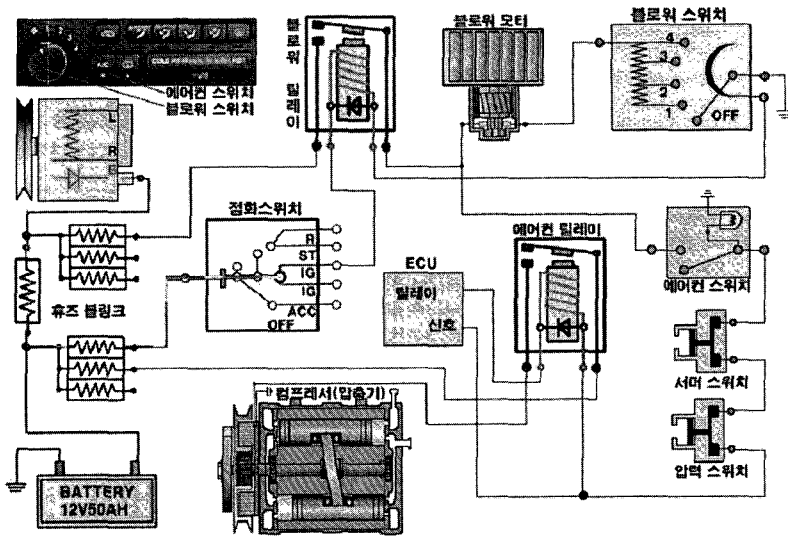 에어컨 스위치
블로워 스위치
블로워 릴레이
블로워 모터
블로워 스위치
4
3
2
1
OFF
L
R
B
점화스위치
R
ST
IG
IG
ACC
OFF
퓨즈 블링크
ECU
릴레이
신호
에어컨 릴레이
에어컨 스위치
서머 스위치
압력 스위치
컴프레서(압축기)
BATTERY
12V50AH